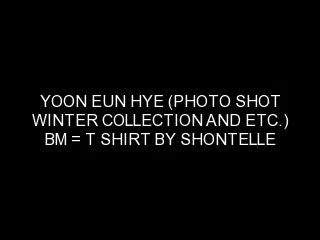 YOON EUN HYE (PHOTO SHOT
WINTER COLLECTION AND ETC.)
BM = T SHIRT BY SHONTELLE